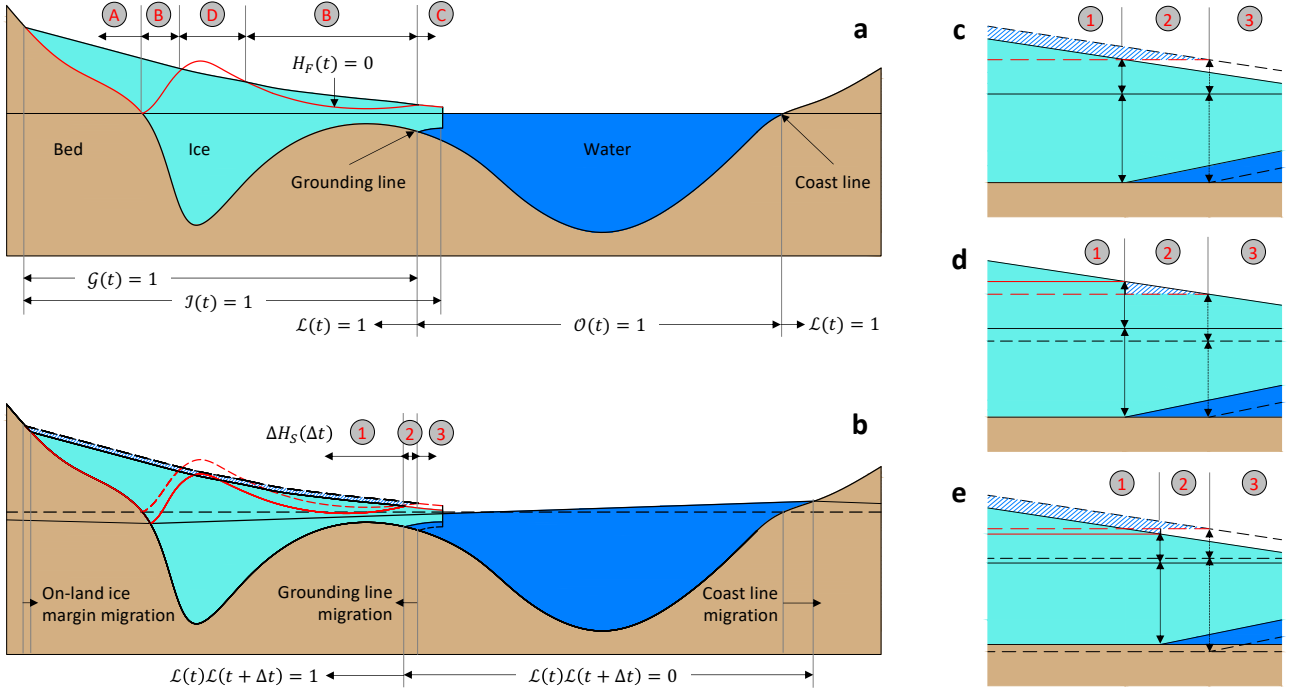 A B D B C
a
H_F(t) = 0
Bed
Ice
Water
Grounding line
Coast line
𝒢(t) = 1
ℐ(t) = 1
ℒ(t) = 1
𝒪(t) = 1
ℒ(t) = 1
b
ΔH_S(Δt)
1 2 3
On-land ice
margin migration
Grounding line
migration
Coast line
migration
ℒ(t)ℒ(t + Δt) = 1
ℒ(t)ℒ(t + Δt) = 0
c
1 2 3
d
1 2 3
e
1 2 3